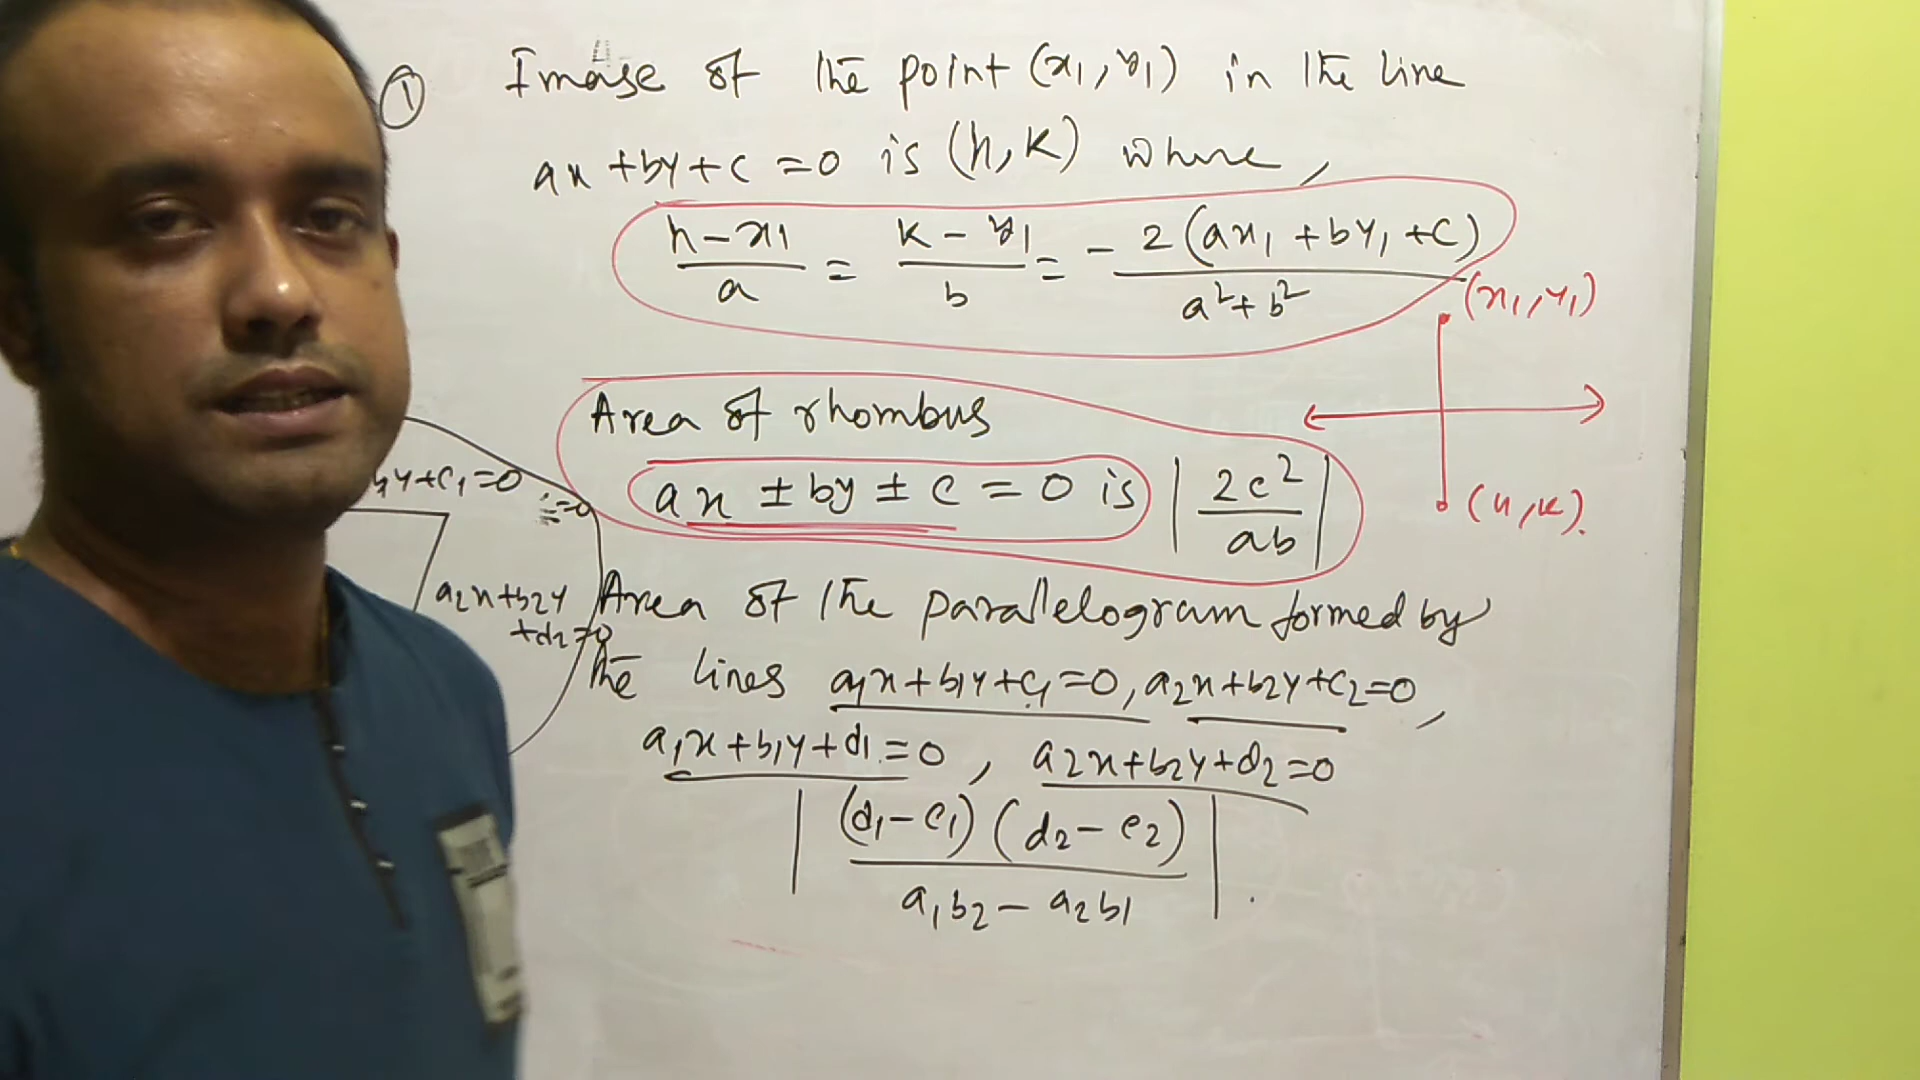 ① Image of the point (x₁, y₁) in the line
ax + by + c = 0 is (h, k) where,
(h - x₁)/a = (k - y₁)/b = - 2(ax₁ + by₁ + c)/(a² + b²)
(x₁, y₁)
(h, k).
Area of rhombus
ax ± by ± c = 0 is |2c²/ab|
y + c₁ = 0
a₂x + b₂y
+ d₂ = 0
Area of the parallelogram formed by
the lines a₁x + b₁y + c₁ = 0, a₂x + b₂y + c₂ = 0,
a₁x + b₁y + d₁ = 0, a₂x + b₂y + d₂ = 0
|(d₁ - c₁)(d₂ - c₂)/(a₁b₂ - a₂b₁)|.